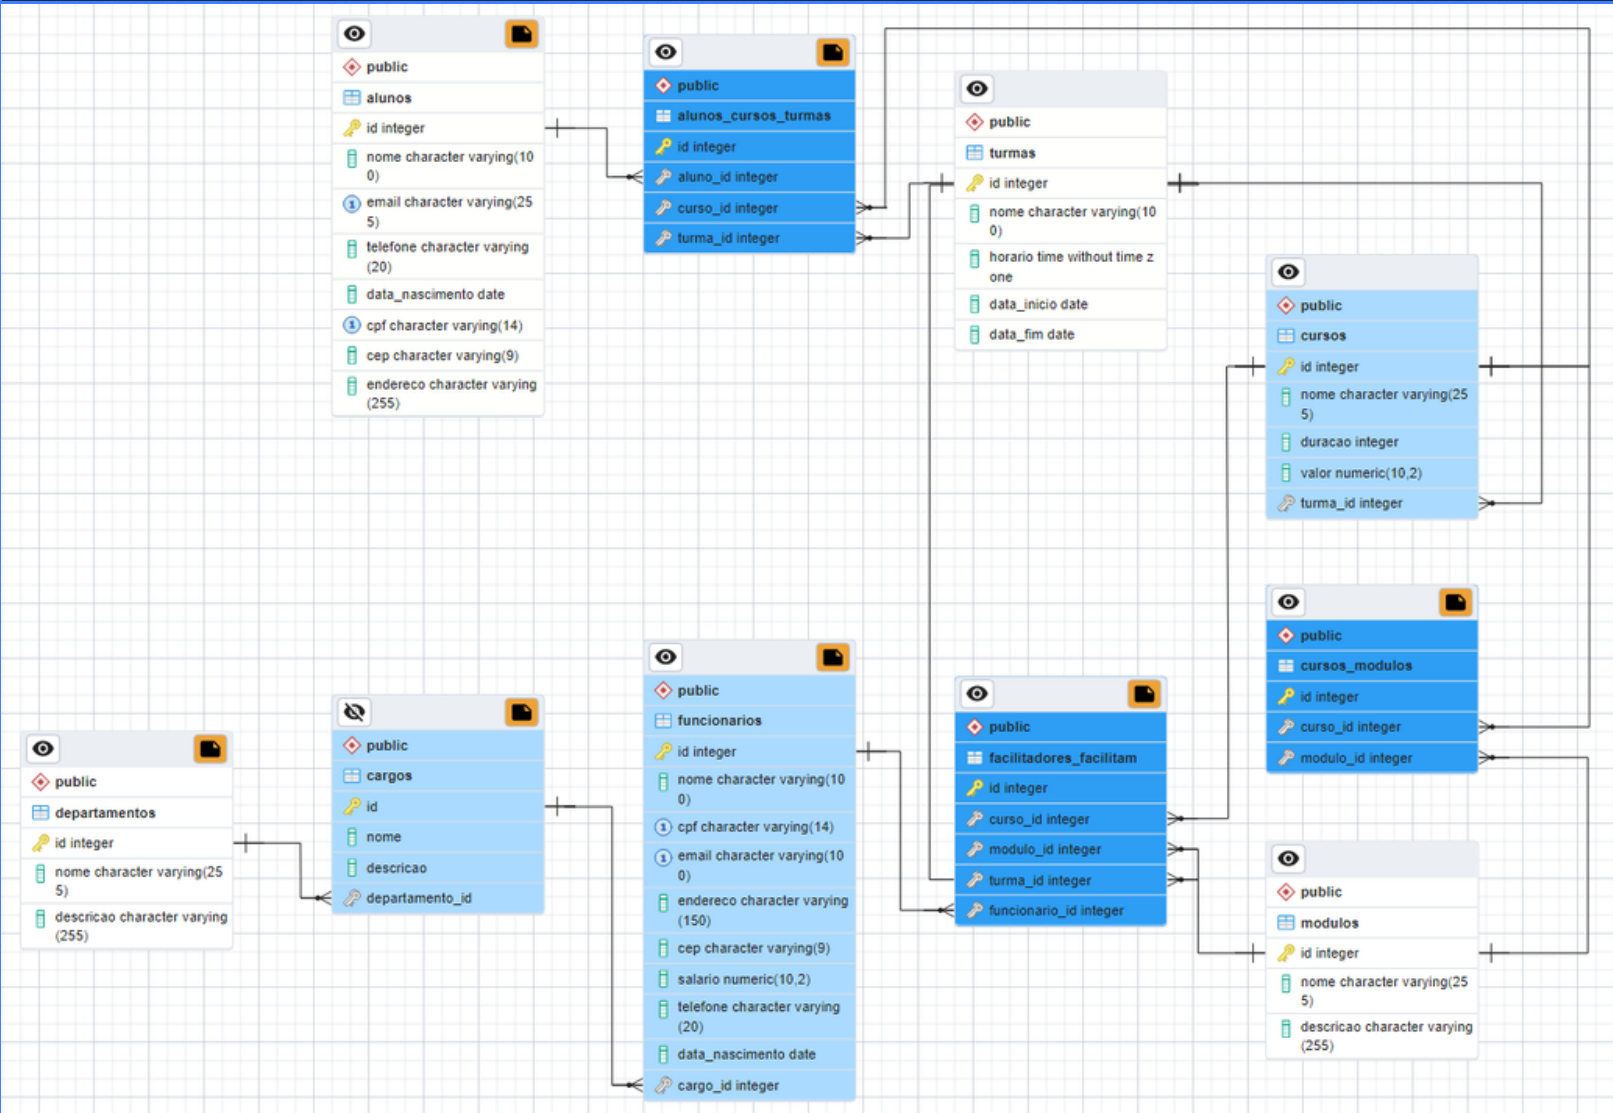 public
alunos
id integer
nome character varying(10
0)
1
email character varying(25
5)
telefone character varying
(20)
data_nascimento date
1
cpf character varying(14)
cep character varying(9)
endereco character varying
(255)
public
alunos_cursos_turmas
id integer
aluno_id integer
curso_id integer
turma_id integer
public
turmas
id integer
nome character varying(10
0)
horario time without time z
one
data_inicio date
data_fim date
public
cursos
id integer
nome character varying(25
5)
duracao integer
valor numeric(10,2)
turma_id integer
public
departamentos
id integer
nome character varying(25
5)
descricao character varying
(255)
public
cargos
id
nome
descricao
departamento_id
public
funcionarios
id integer
nome character varying(10
0)
1
cpf character varying(14)
1
email character varying(10
0)
endereco character varying
(150)
cep character varying(9)
salario numeric(10,2)
telefone character varying
(20)
data_nascimento date
cargo_id integer
public
facilitadores_facilitam
id integer
curso_id integer
modulo_id integer
turma_id integer
funcionario_id integer
public
cursos_modulos
id integer
curso_id integer
modulo_id integer
public
modulos
id integer
nome character varying(25
5)
descricao character varying
(255)